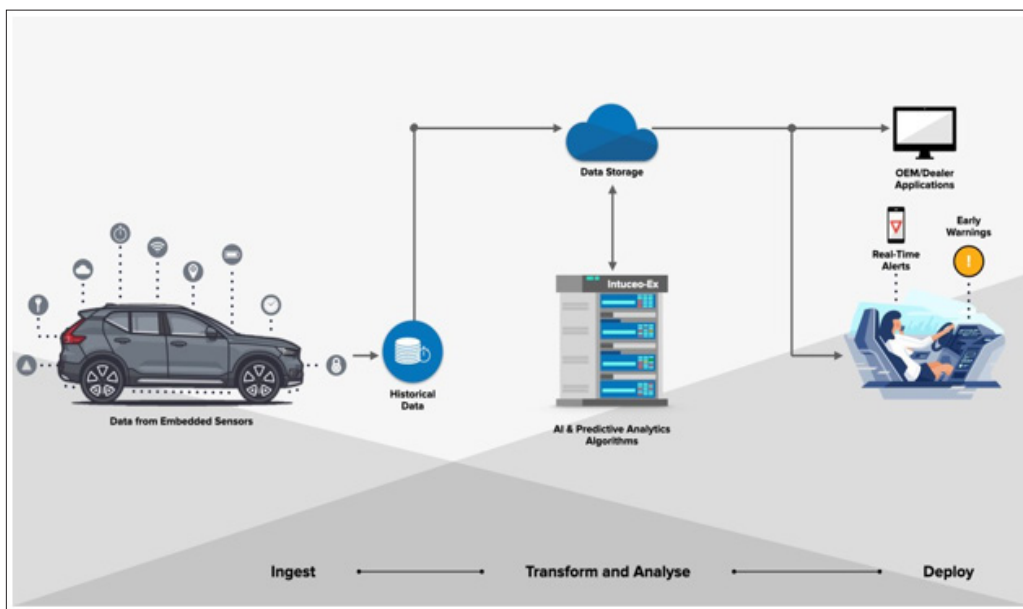 Data from Embedded Sensors
Historical
Data
Data Storage
Intuceo-Ex
AI & Predictive Analytics
Algorithms
OEM/Dealer
Applications
Real-Time
Alerts
Early
Warnings
!
Ingest
Transform and Analyse
Deploy